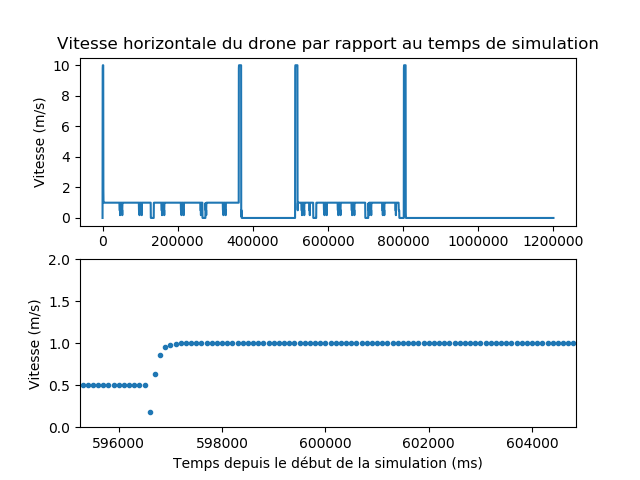 Vitesse horizontale du drone par rapport au temps de simulation
10
8
6
4
2
0
Vitesse (m/s)
0 200000 400000 600000 800000 1000000 1200000
2.0
1.5
1.0
0.5
0.0
Vitesse (m/s)
596000 598000 600000 602000 604000
Temps depuis le début de la simulation (ms)